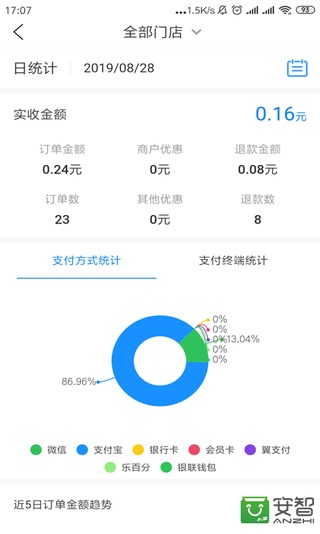 17:07 ...1.5K/s 93
全部门店
日统计 2019/08/28
实收金额 0.16元
订单金额 商户优惠 退款金额
0.24元 0元 0.08元
订单数 其他优惠 退款数
23 0元 8
支付方式统计 支付终端统计
0%
0%
0%
13.04%
0%
0%
86.96%
微信 支付宝 银行卡 会员卡 翼支付
乐百分 银联钱包
近5日订单金额趋势
安智
ANZHI